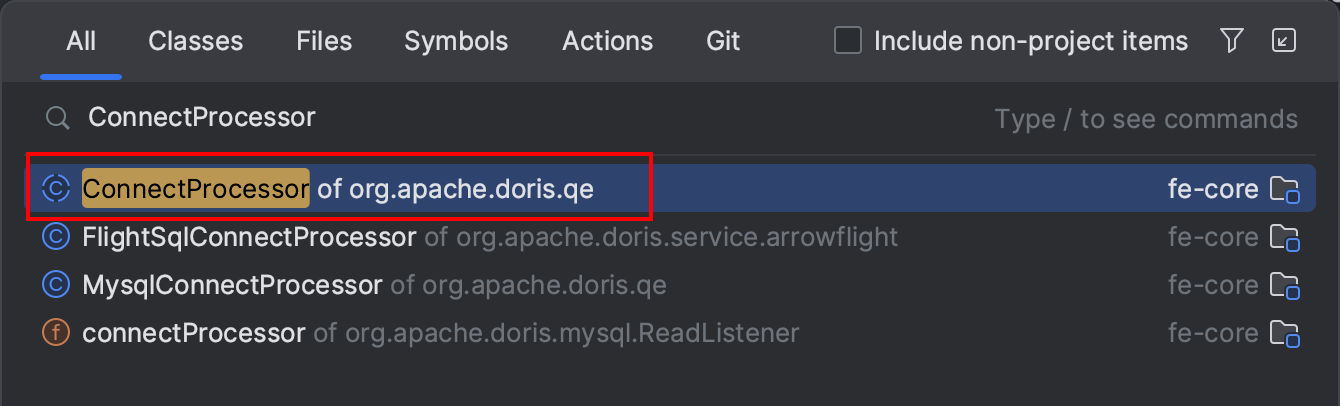 All Classes Files Symbols Actions Git Include non-project items
ConnectProcessor Type / to see commands
ConnectProcessor of org.apache.doris.qe fe-core
FlightSqlConnectProcessor of org.apache.doris.service.arrowflight fe-core
MysqlConnectProcessor of org.apache.doris.qe fe-core
connectProcessor of org.apache.doris.mysql.ReadListener fe-core